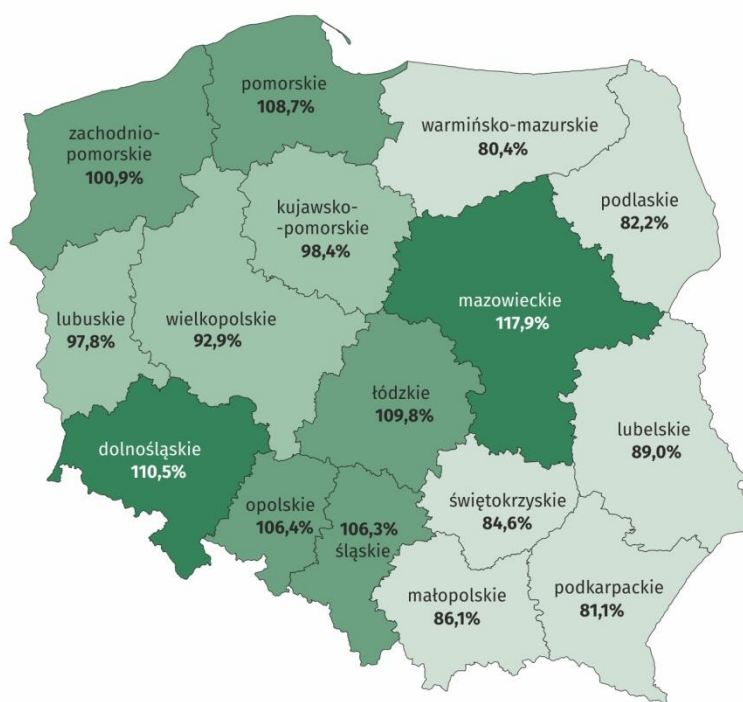 pomorskie
108,7%
zachodnio-
pomorskie
100,9%
warmińsko-mazurskie
80,4%
podlaskie
82,2%
kujawsko-
-pomorskie
98,4%
mazowieckie
117,9%
lubuskie
97,8%
wielkopolskie
92,9%
łódzkie
109,8%
dolnośląskie
110,5%
lubelskie
89,0%
opolskie
106,4%
106,3%
śląskie
świętokrzyskie
84,6%
małopolskie
86,1%
podkarpackie
81,1%